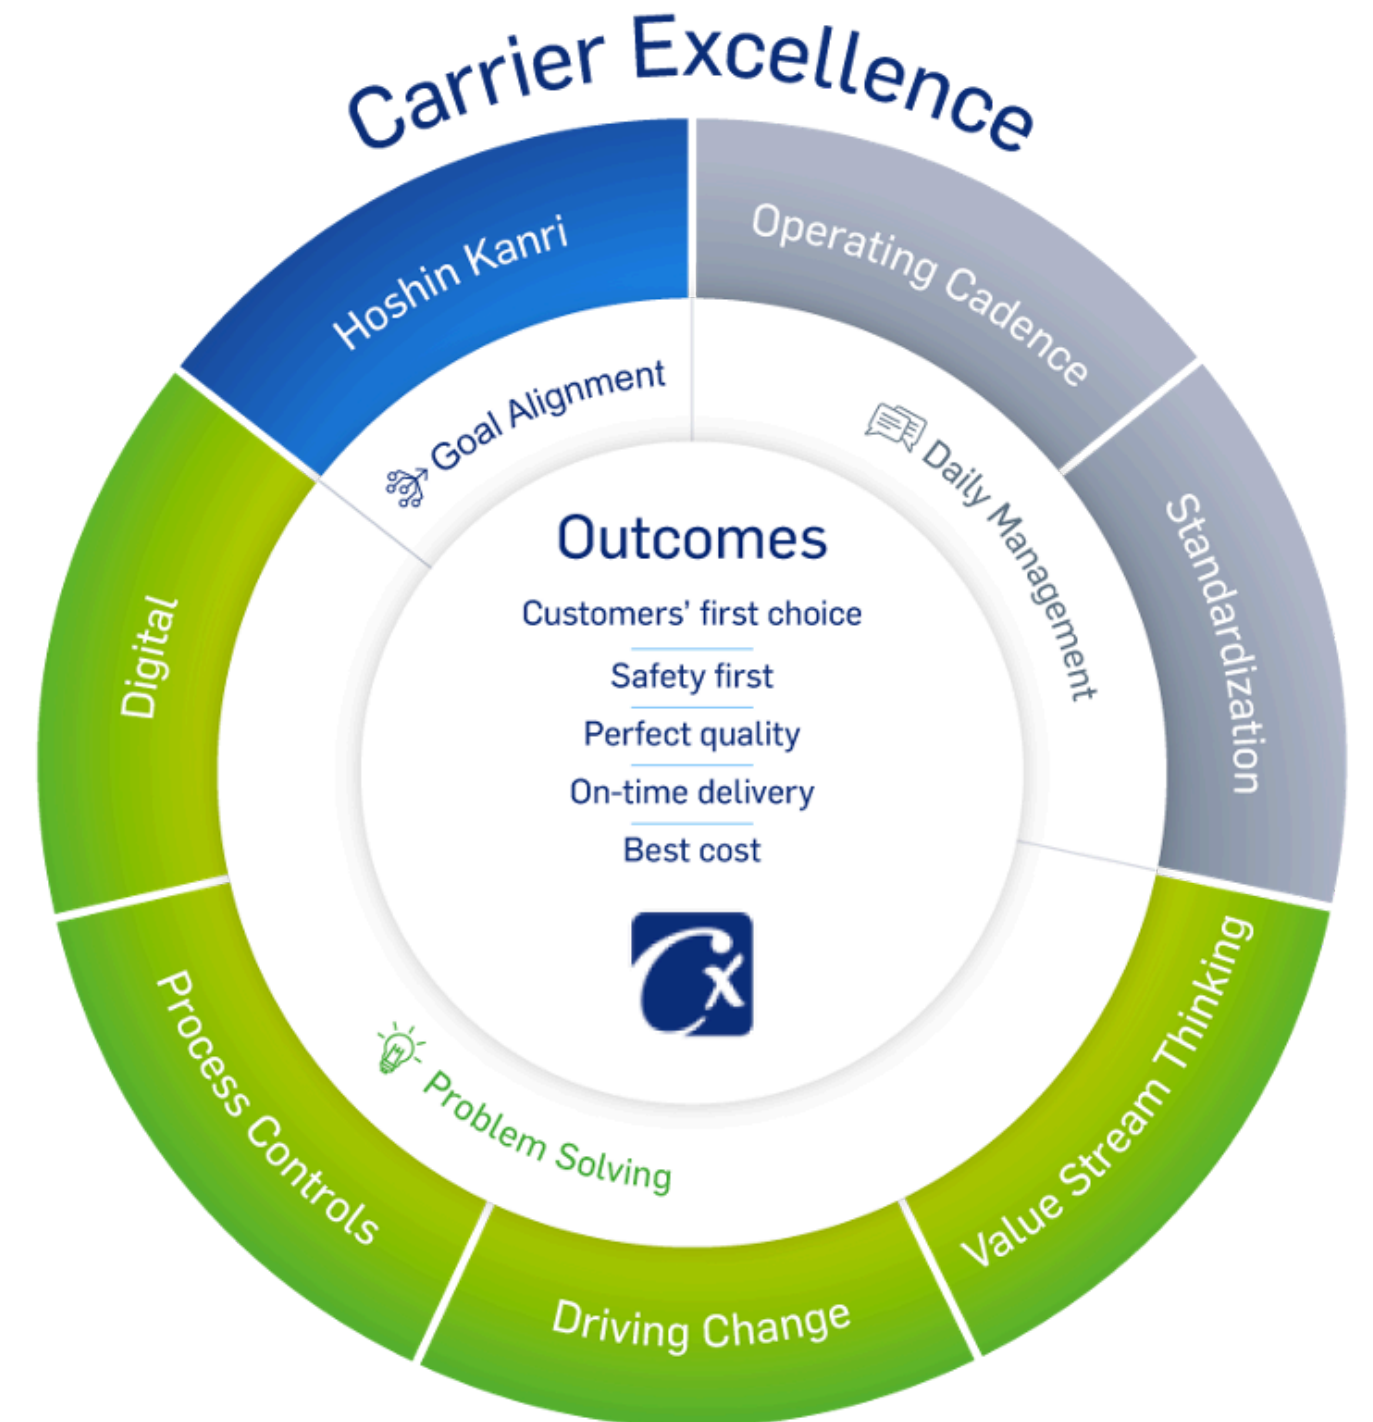 Carrier Excellence
Hoshin Kanri
Operating Cadence
Standardization
Value Stream Thinking
Driving Change
Process Controls
Digital
Goal Alignment
Daily Management
Problem Solving
Outcomes
Customers’ first choice
Safety first
Perfect quality
On-time delivery
Best cost
Cx